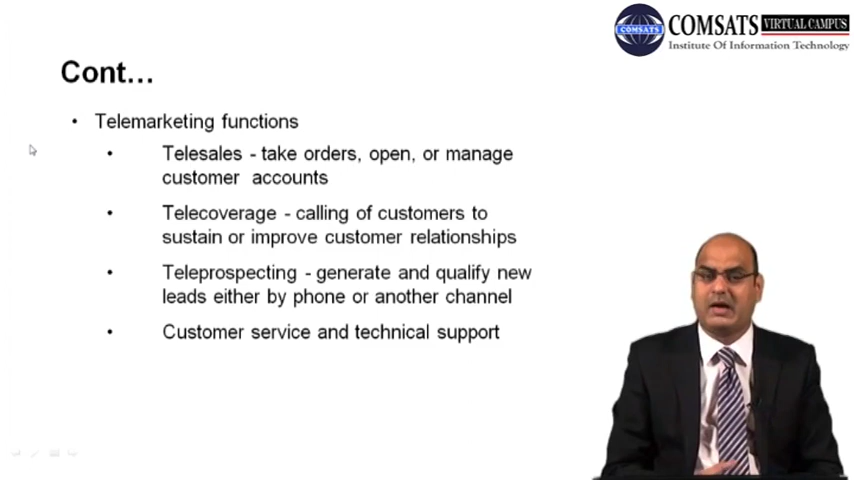 COMSATS
COMSATS VIRTUAL CAMPUS
Institute Of Information Technology
Cont...
• Telemarketing functions
• Telesales - take orders, open, or manage
customer accounts
• Telecoverage - calling of customers to
sustain or improve customer relationships
• Teleprospecting - generate and qualify new
leads either by phone or another channel
• Customer service and technical support